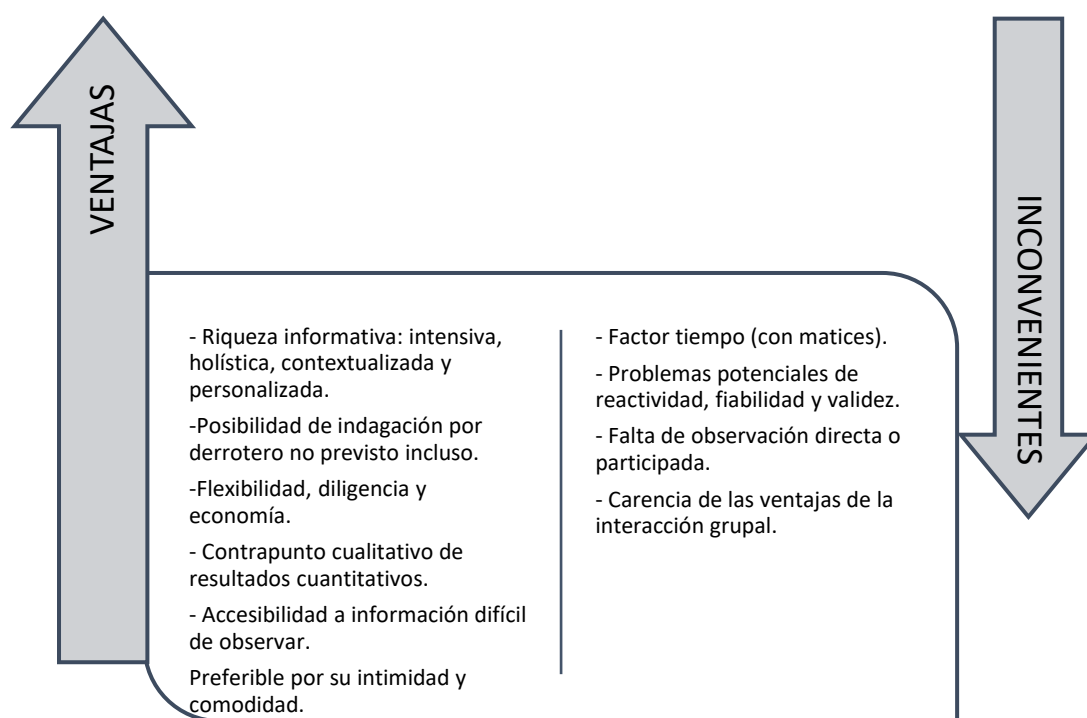 VENTAJAS
- Riqueza informativa: intensiva,
holística, contextualizada y
personalizada.
-Posibilidad de indagación por
derrotero no previsto incluso.
-Flexibilidad, diligencia y
economía.
- Contrapunto cualitativo de
resultados cuantitativos.
- Accesibilidad a información difícil
de observar.
Preferible por su intimidad y
comodidad.
- Factor tiempo (con matices).
- Problemas potenciales de
reactividad, fiabilidad y validez.
- Falta de observación directa o
participada.
- Carencia de las ventajas de la
interacción grupal.
INCONVENIENTES